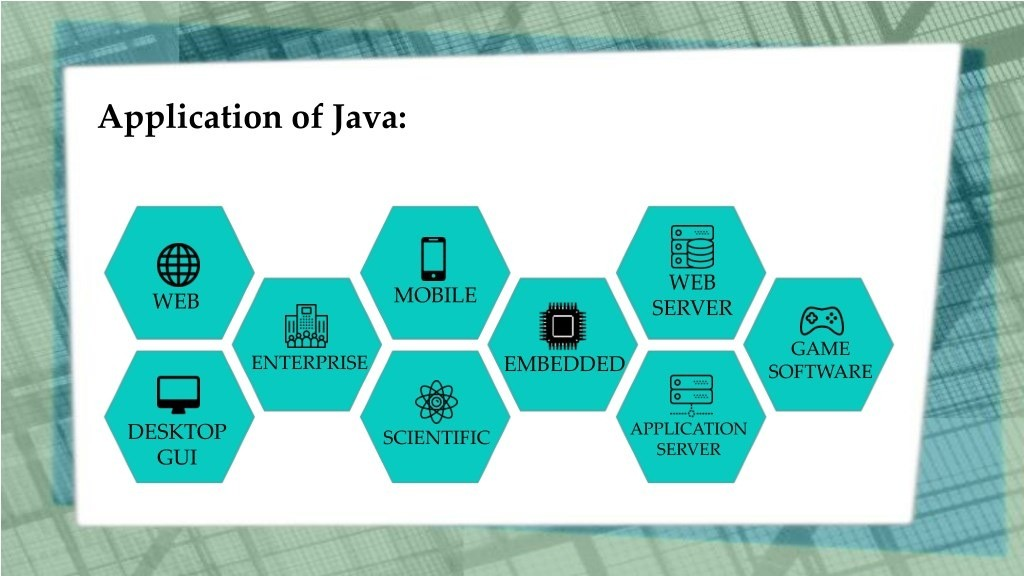 Application of Java:
WEB
DESKTOP
GUI
ENTERPRISE
MOBILE
SCIENTIFIC
EMBEDDED
WEB
SERVER
APPLICATION
SERVER
GAME
SOFTWARE